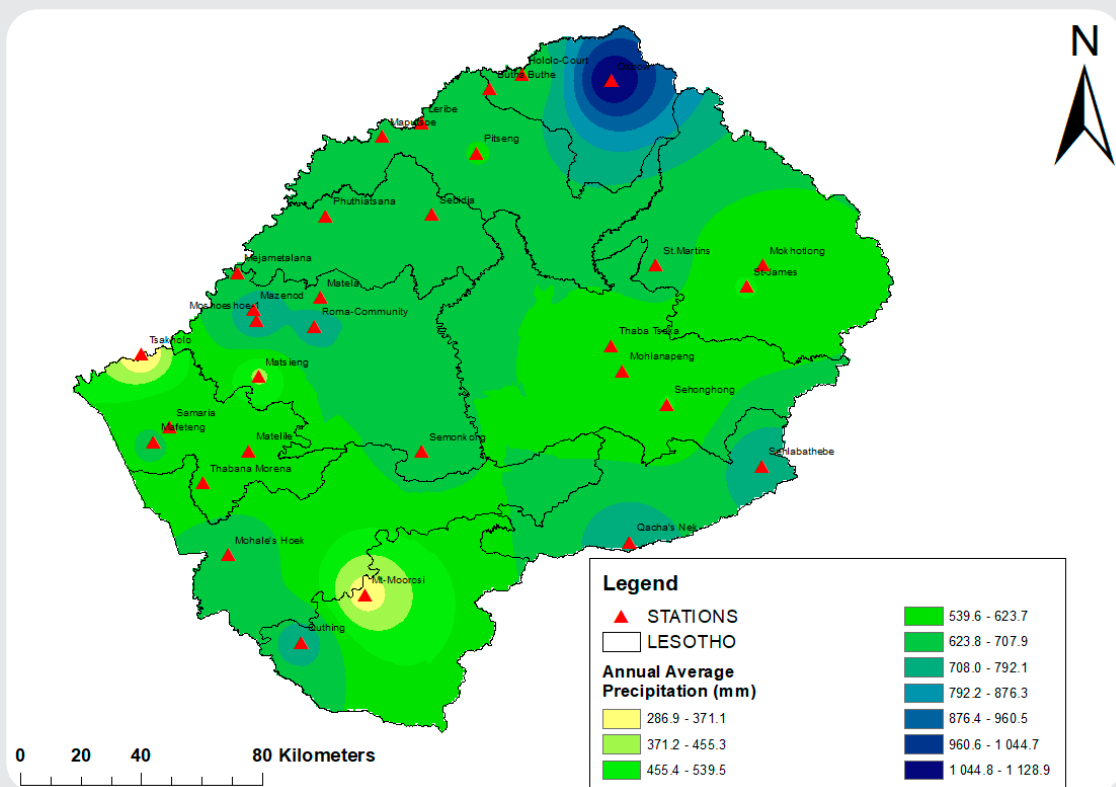 N
Hololo-Court
Oxbow
Buthe Buthe
Leribe
Maputsoe
Pitseng
Phuthiatsana
Mejametalana
St.Martins
Mokhotlong
St.James
Matela
Mazenod
Moshoeshoe-I
Roma-Community
Tsakholo
Thaba Tseka
Mohlanapeng
Matsieng
Sehonghong
Samaria
Mafeteng
Matelile
Semonkong
Sehlabathebe
Thabana Morena
Qacha's Nek
Mohale's Hoek
Mt-Moorosi
Quthing
Legend
STATIONS
LESOTHO
Annual Average
Precipitation (mm)
286.9 - 371.1
371.2 - 455.3
455.4 - 539.5
539.6 - 623.7
623.8 - 707.9
708.0 - 792.1
792.2 - 876.3
876.4 - 960.5
960.6 - 1 044.7
1 044.8 - 1 128.9
0 20 40 80 Kilometers